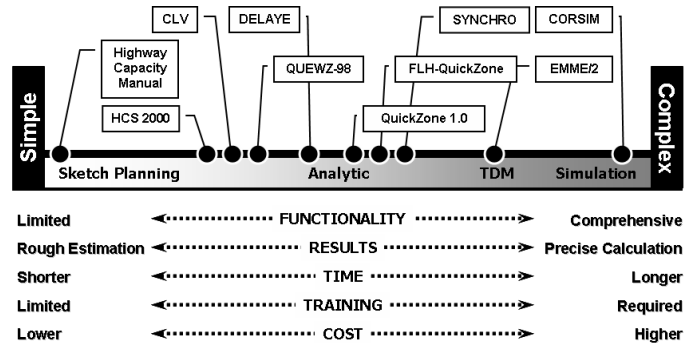 CLV
DELAYE
SYNCHRO
CORSIM
Highway
Capacity
Manual
QUEWZ-98
FLH-QuickZone
EMME/2
HCS 2000
QuickZone 1.0
Simple
Complex
Sketch Planning
Analytic
TDM
Simulation
Limited FUNCTIONALITY Comprehensive
Rough Estimation RESULTS Precise Calculation
Shorter TIME Longer
Limited TRAINING Required
Lower COST Higher